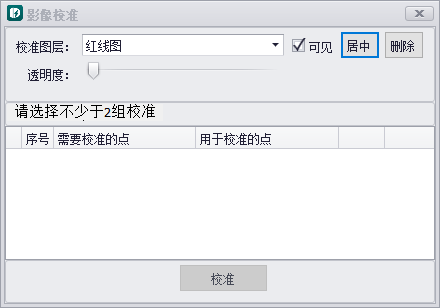 影像校准
校准图层： 红线图 可见 居中 删除
透明度：
请选择不少于2组校准
序号 需要校准的点 用于校准的点
校准